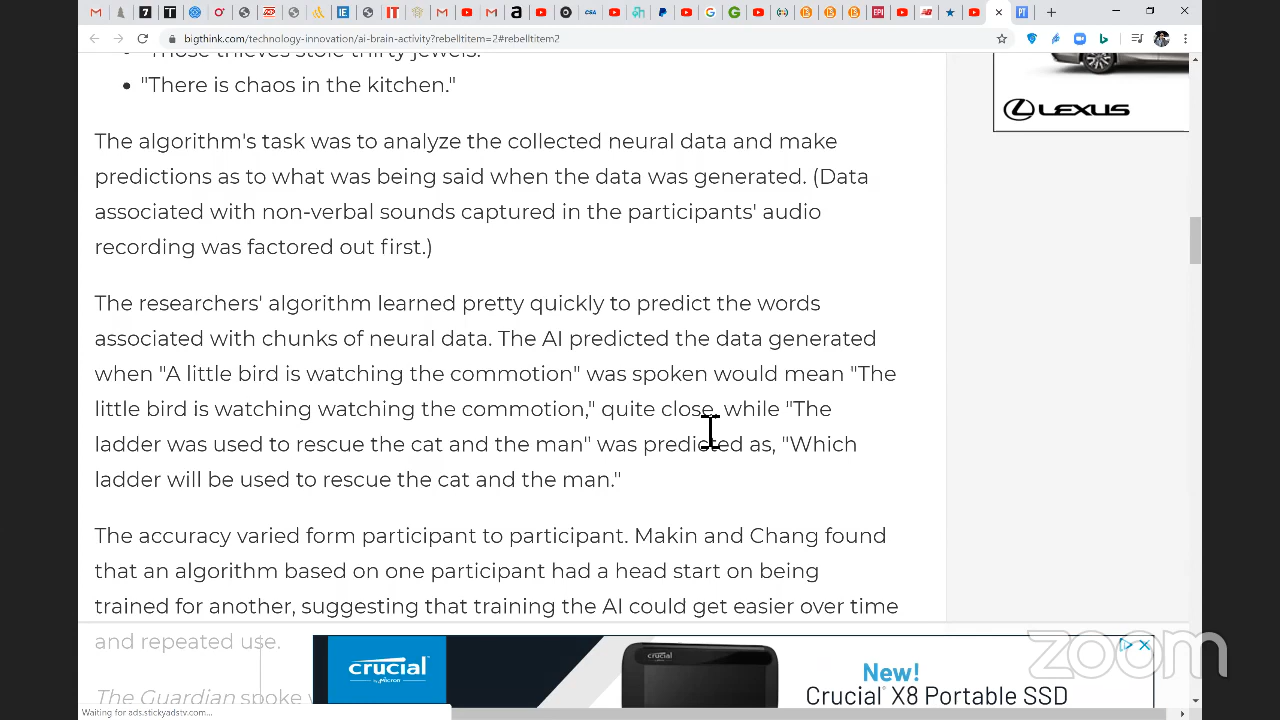 bigthink.com/technology-innovation/ai-brain-activity?rebelltitem=2#rebelltitem2
"Those thieves stole thirty jewels."
• "There is chaos in the kitchen."
LEXUS
The algorithm's task was to analyze the collected neural data and make
predictions as to what was being said when the data was generated. (Data
associated with non-verbal sounds captured in the participants' audio
recording was factored out first.)
The researchers' algorithm learned pretty quickly to predict the words
associated with chunks of neural data. The AI predicted the data generated
when "A little bird is watching the commotion" was spoken would mean "The
little bird is watching watching the commotion," quite close, while "The
ladder was used to rescue the cat and the man" was predicted as, "Which
ladder will be used to rescue the cat and the man."
The accuracy varied form participant to participant. Makin and Chang found
that an algorithm based on one participant had a head start on being
trained for another, suggesting that training the AI could get easier over time
and repeated use.
The Guardian spoke
crucial
by Micron
crucial
New!
Crucial X8 Portable SSD
zoom
Waiting for ads.stickyadstv.com...